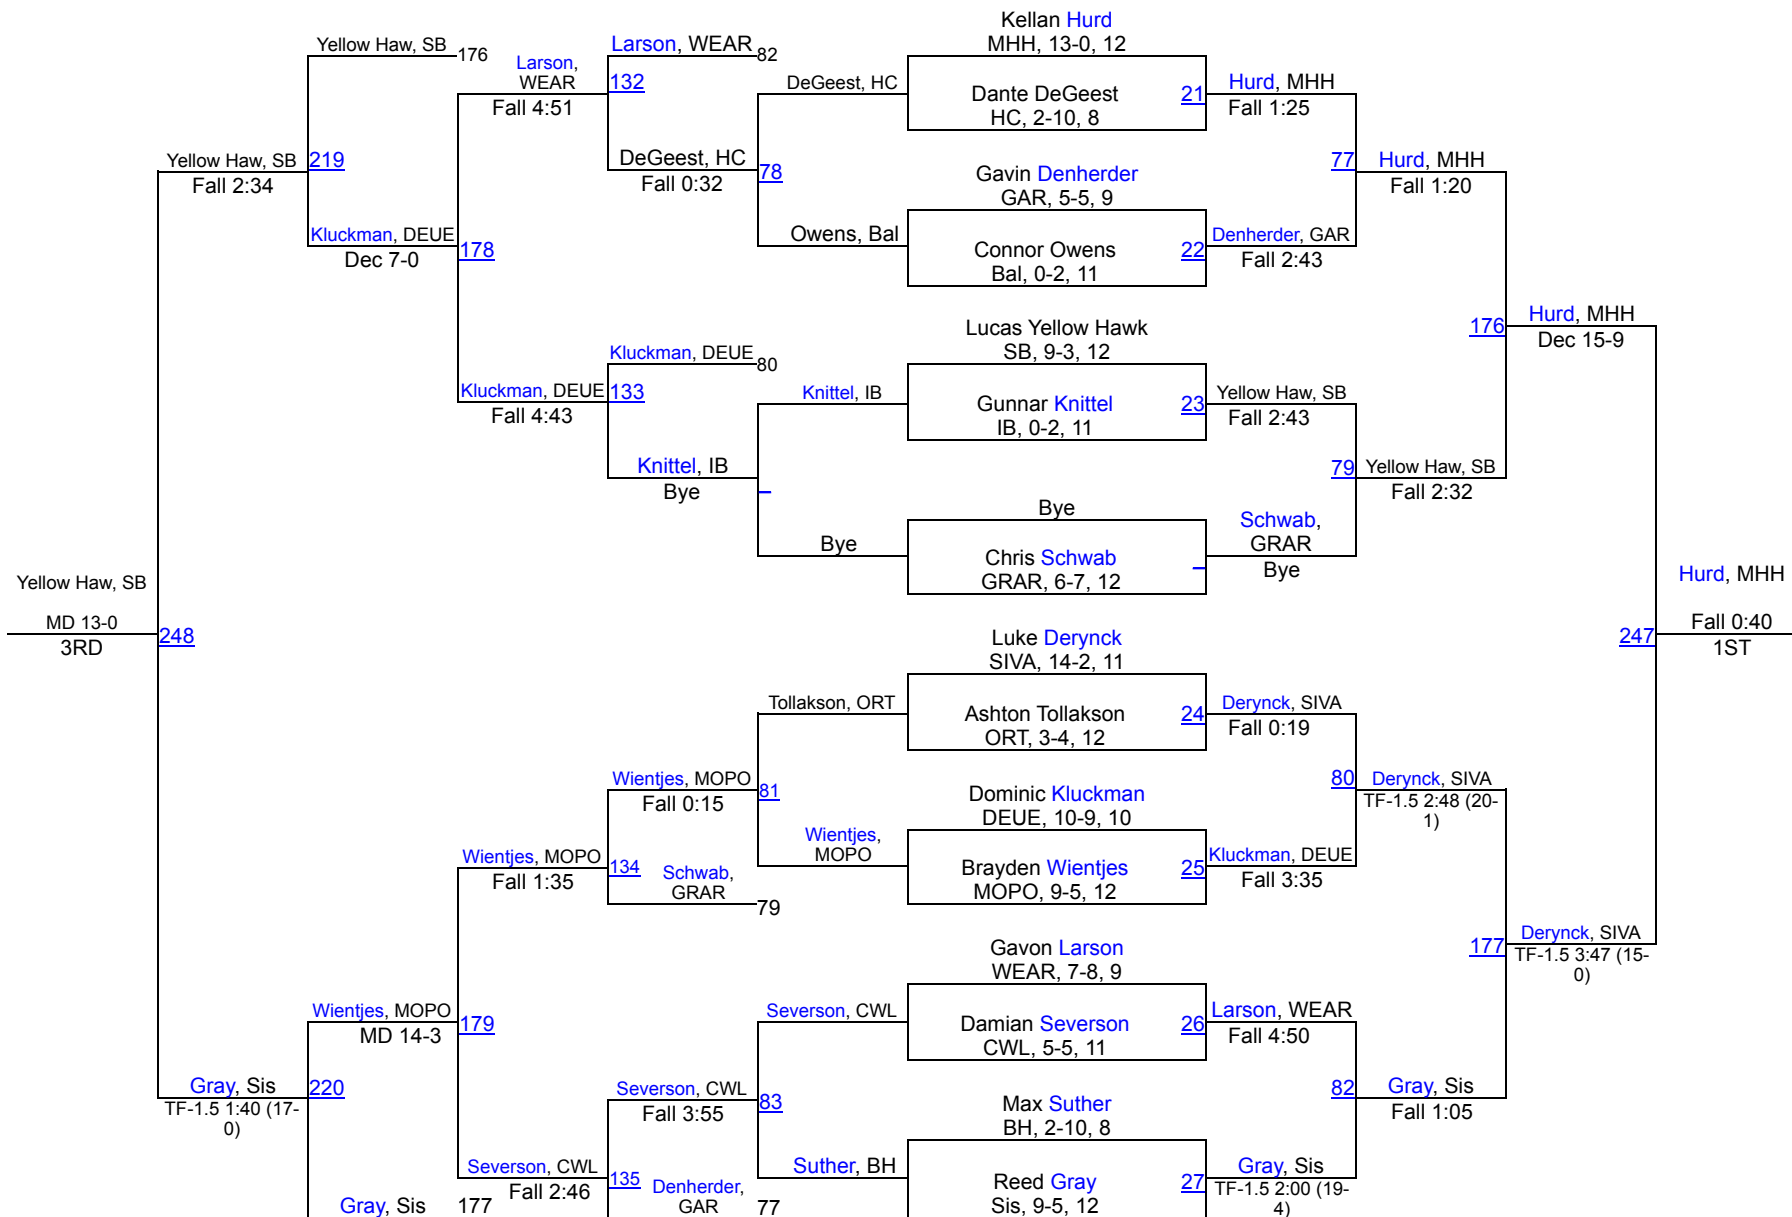 Kellan Hurd
MHH, 13-0, 12
Yellow Haw, SB
176
Larson, WEAR
82
Larson,
WEAR
132
Fall 4:51
DeGeest, HC
Dante DeGeest
HC, 2-10, 8
21
Hurd, MHH
Fall 1:25
Yellow Haw, SB
219
Fall 2:34
DeGeest, HC
78
Fall 0:32
Gavin Denherder
GAR, 5-5, 9
77
Hurd, MHH
Fall 1:20
Kluckman, DEUE
178
Dec 7-0
Owens, Bal
Connor Owens
Bal, 0-2, 11
22
Denherder, GAR
Fall 2:43
Lucas Yellow Hawk
SB, 9-3, 12
176
Hurd, MHH
Dec 15-9
Kluckman, DEUE
80
Kluckman, DEUE
133
Fall 4:43
Knittel, IB
Gunnar Knittel
IB, 0-2, 11
23
Yellow Haw, SB
Fall 2:43
Knittel, IB
Bye
79
Yellow Haw, SB
Fall 2:32
Bye
Bye
Chris Schwab
GRAR, 6-7, 12
Schwab,
GRAR
Bye
Yellow Haw, SB
MD 13-0
3RD
248
Hurd, MHH
Fall 0:40
1ST
247
Luke Derynck
SIVA, 14-2, 11
Tollakson, ORT
Ashton Tollakson
ORT, 3-4, 12
24
Derynck, SIVA
Fall 0:19
Wientjes, MOPO
81
Fall 0:15
Dominic Kluckman
DEUE, 10-9, 10
80
Derynck, SIVA
TF-1.5 2:48 (20-
1)
Wientjes, MOPO
134
Fall 1:35
Schwab,
GRAR
79
Wientjes,
MOPO
Brayden Wientjes
MOPO, 9-5, 12
25
Kluckman, DEUE
Fall 3:35
Gavon Larson
WEAR, 7-8, 9
177
Derynck, SIVA
TF-1.5 3:47 (15-
0)
Wientjes, MOPO
179
MD 14-3
Severson, CWL
Damian Severson
CWL, 5-5, 11
26
Larson, WEAR
Fall 4:50
Gray, Sis
220
TF-1.5 1:40 (17-
0)
Severson, CWL
83
Fall 3:55
Max Suther
BH, 2-10, 8
82
Gray, Sis
Fall 1:05
Severson, CWL
135
Fall 2:46
Suther, BH
Reed Gray
Sis, 9-5, 12
27
Gray, Sis
TF-1.5 2:00 (19-
4)
Gray, Sis
177
Denherder,
GAR
77